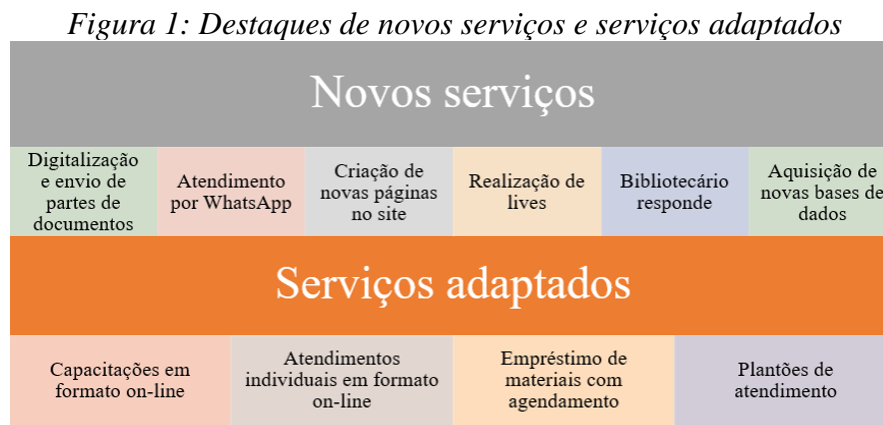 Figura 1: Destaques de novos serviços e serviços adaptados
Novos serviços
Digitalização
e envio de
partes de
documentos
Atendimento
por WhatsApp
Criação de
novas páginas
no site
Realização de
lives
Bibliotecário
responde
Aquisição de
novas bases de
dados
Serviços adaptados
Capacitações em
formato on-line
Atendimentos
individuais em formato
on-line
Empréstimo de
materiais com
agendamento
Plantões de
atendimento